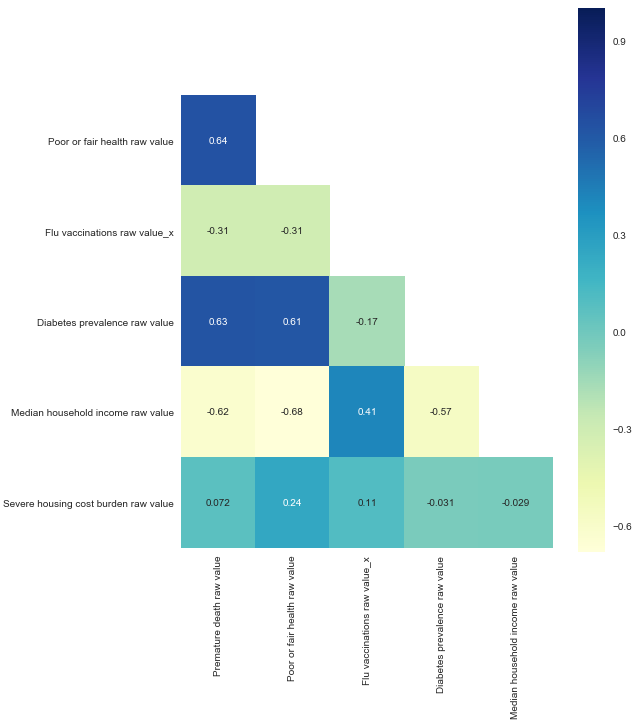 0.9
Poor or fair health raw value 0.64
0.6
Flu vaccinations raw value_x -0.31 -0.31
0.3
Diabetes prevalence raw value 0.63 0.61 -0.17
0.0
Median household income raw value -0.62 -0.68 0.41 -0.57
−0.3
Severe housing cost burden raw value 0.072 0.24 0.11 -0.031 -0.029
−0.6
Premature death raw value
Poor or fair health raw value
Flu vaccinations raw value_x
Diabetes prevalence raw value
Median household income raw value